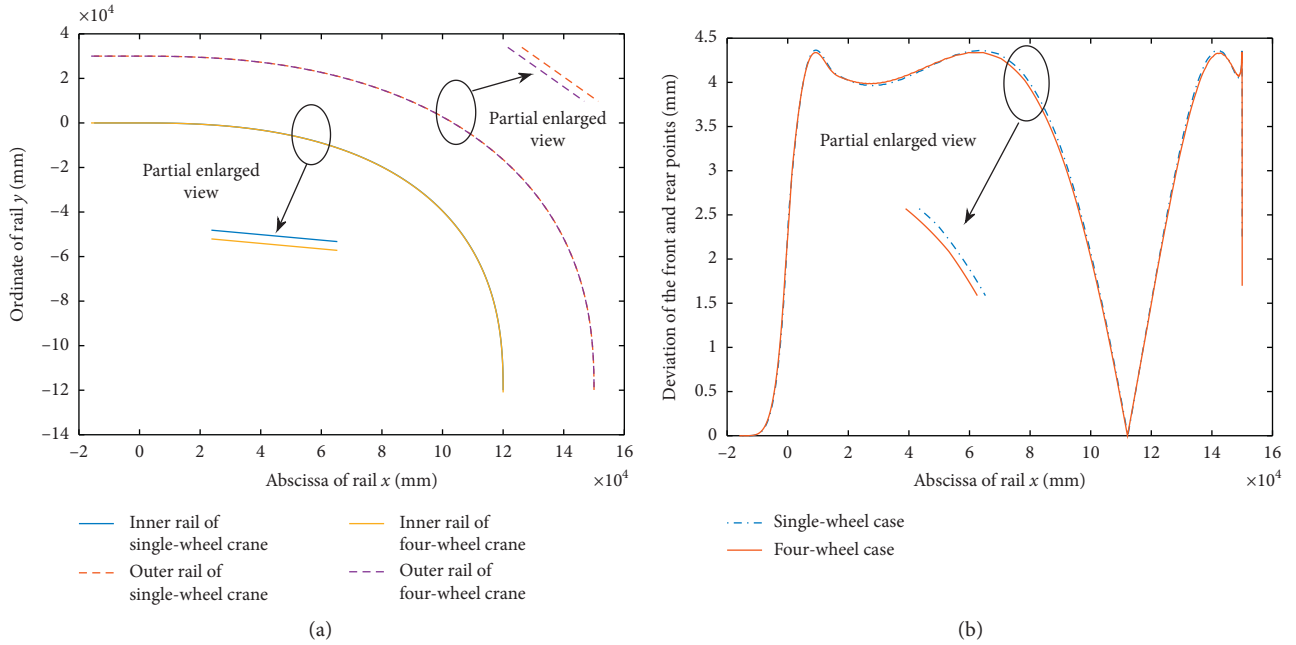 ×10⁴
4
2
0
–2
–4
–6
–8
–10
–12
–14
Ordinate of rail y (mm)
Partial enlarged
view
Partial enlarged
view
–2
0
2
4
6
8
10
12
14
16
Abscissa of rail x (mm)
×10⁴
Inner rail of
single-wheel crane
Outer rail of
single-wheel crane
Inner rail of
four-wheel crane
Outer rail of
four-wheel crane
(a)
4.5
4
3.5
3
2.5
2
1.5
1
0.5
0
Deviation of the front and rear points (mm)
Partial enlarged view
–2
0
2
4
6
8
10
12
14
16
Abscissa of rail x (mm)
×10⁴
Single-wheel case
Four-wheel case
(b)